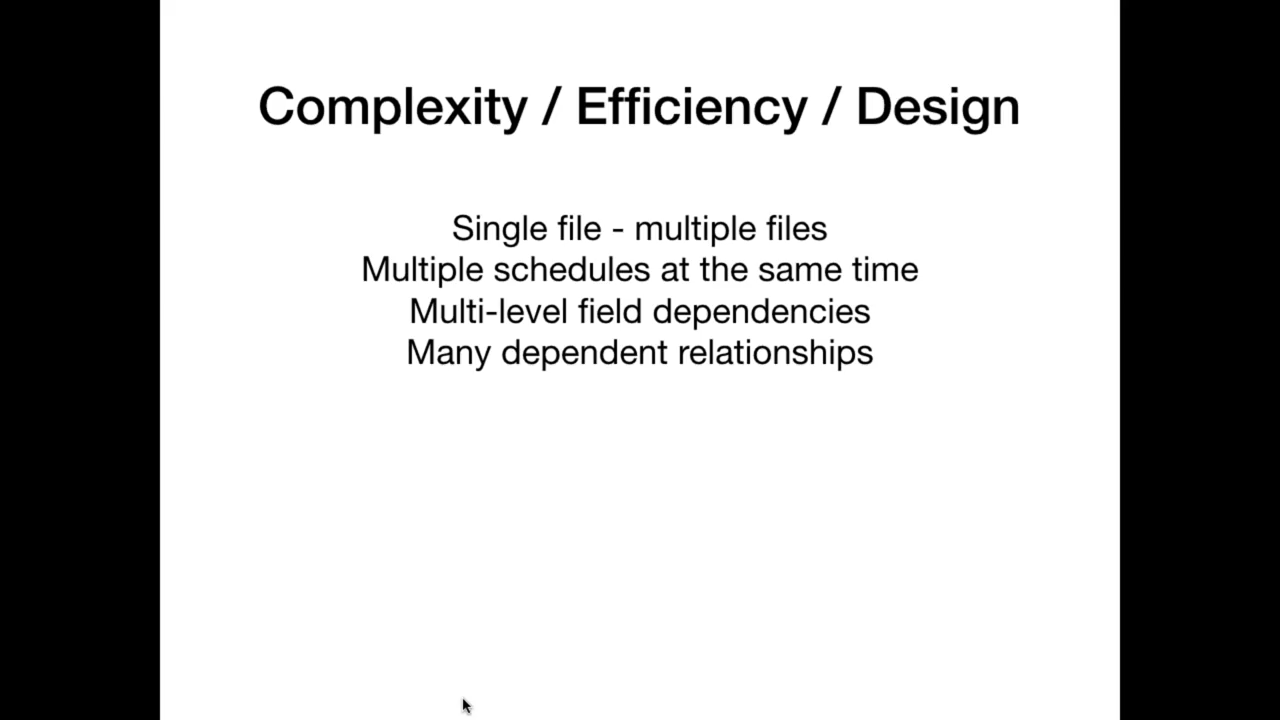 Complexity / Efficiency / Design
Single file - multiple files
Multiple schedules at the same time
Multi-level field dependencies
Many dependent relationships